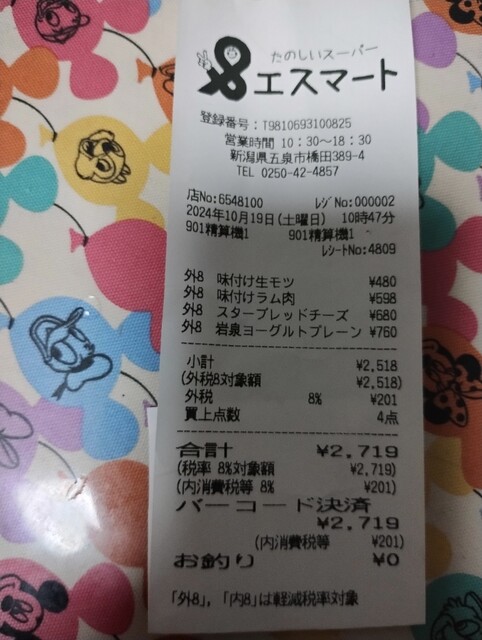 たのしいスーパー
エスマート
登録番号：T9810693100825
営業時間 10：30～18：30
新潟県五泉市橋田389-4
TEL 0250-42-4857
店No:6548100 レジNo:000002
2024年10月19日(土曜日) 10時47分
901精算機1 901精算機1
レシートNo:4809
外8 味付け生モツ ¥480
外8 味付けラム肉 ¥598
外8 スターブレッドチーズ ¥680
外8 岩泉ヨーグルトプレーン ¥760
小計 ¥2,518
(外税8対象額 ¥2,518)
外税 8% ¥201
買上点数 4点
合計 ¥2,719
(税率 8%対象額 ¥2,719)
(内消費税等 8% ¥201)
バーコード決済
¥2,719
(内消費税等 ¥201)
お釣り ¥0
「外8」，「内8」は軽減税率対象